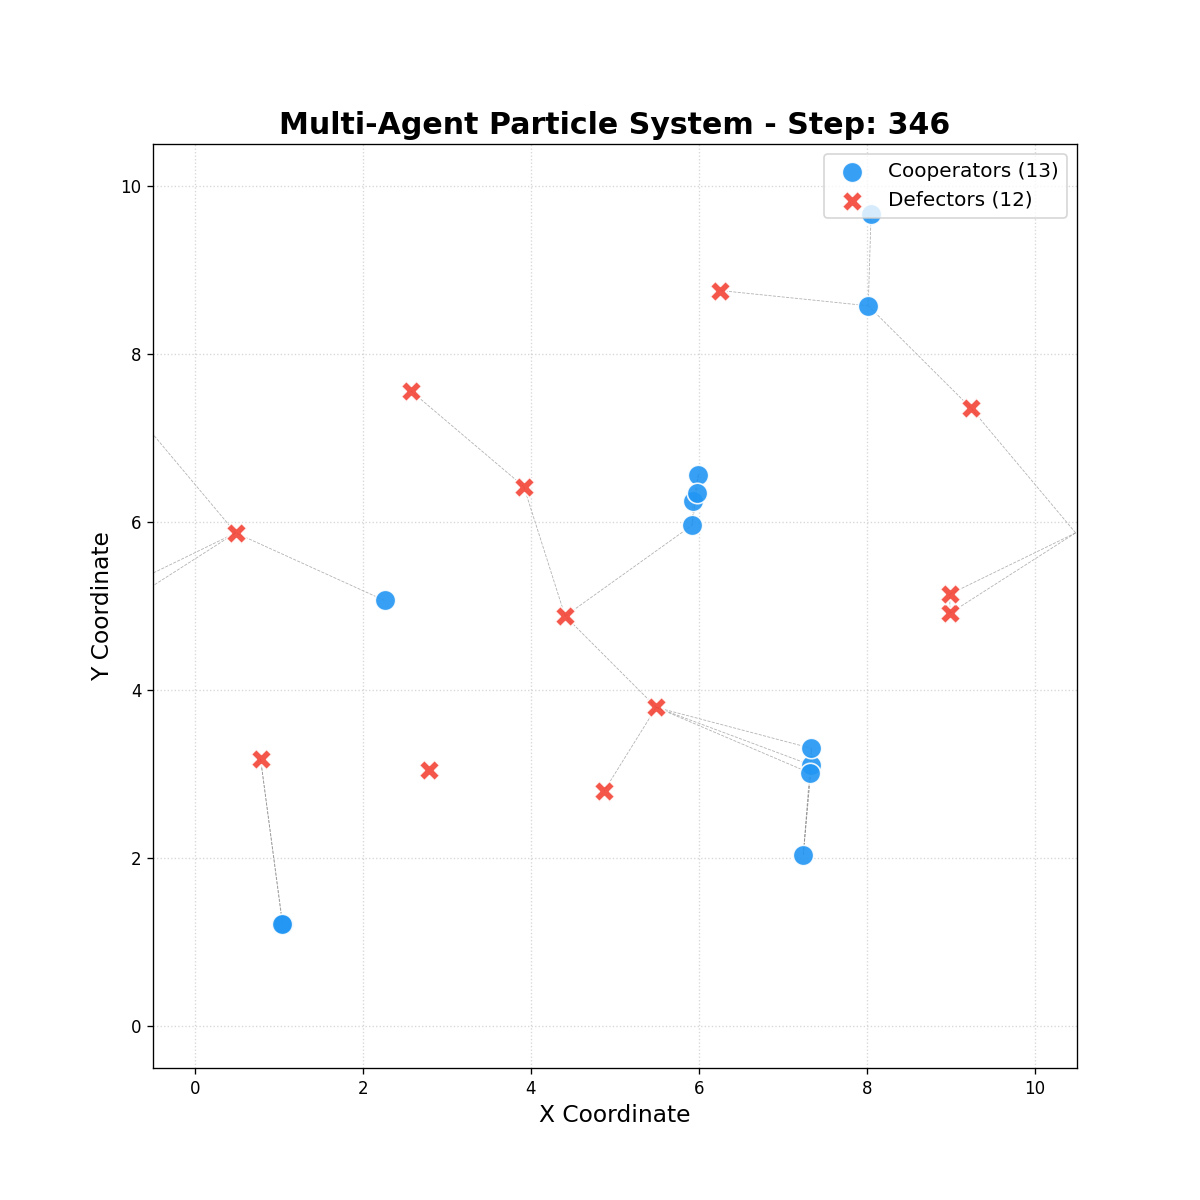 Multi-Agent Particle System - Step: 346
Cooperators (13)
Defectors (12)
10
8
6
4
2
0
Y Coordinate
0 2 4 6 8 10
X Coordinate